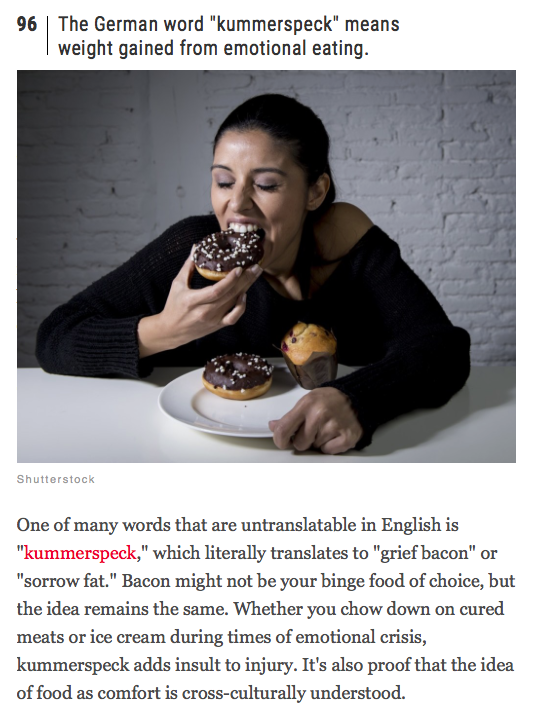 96 The German word "kummerspeck" means
weight gained from emotional eating.
Shutterstock
One of many words that are untranslatable in English is
"kummerspeck," which literally translates to "grief bacon" or
"sorrow fat." Bacon might not be your binge food of choice, but
the idea remains the same. Whether you chow down on cured
meats or ice cream during times of emotional crisis,
kummerspeck adds insult to injury. It's also proof that the idea
of food as comfort is cross-culturally understood.